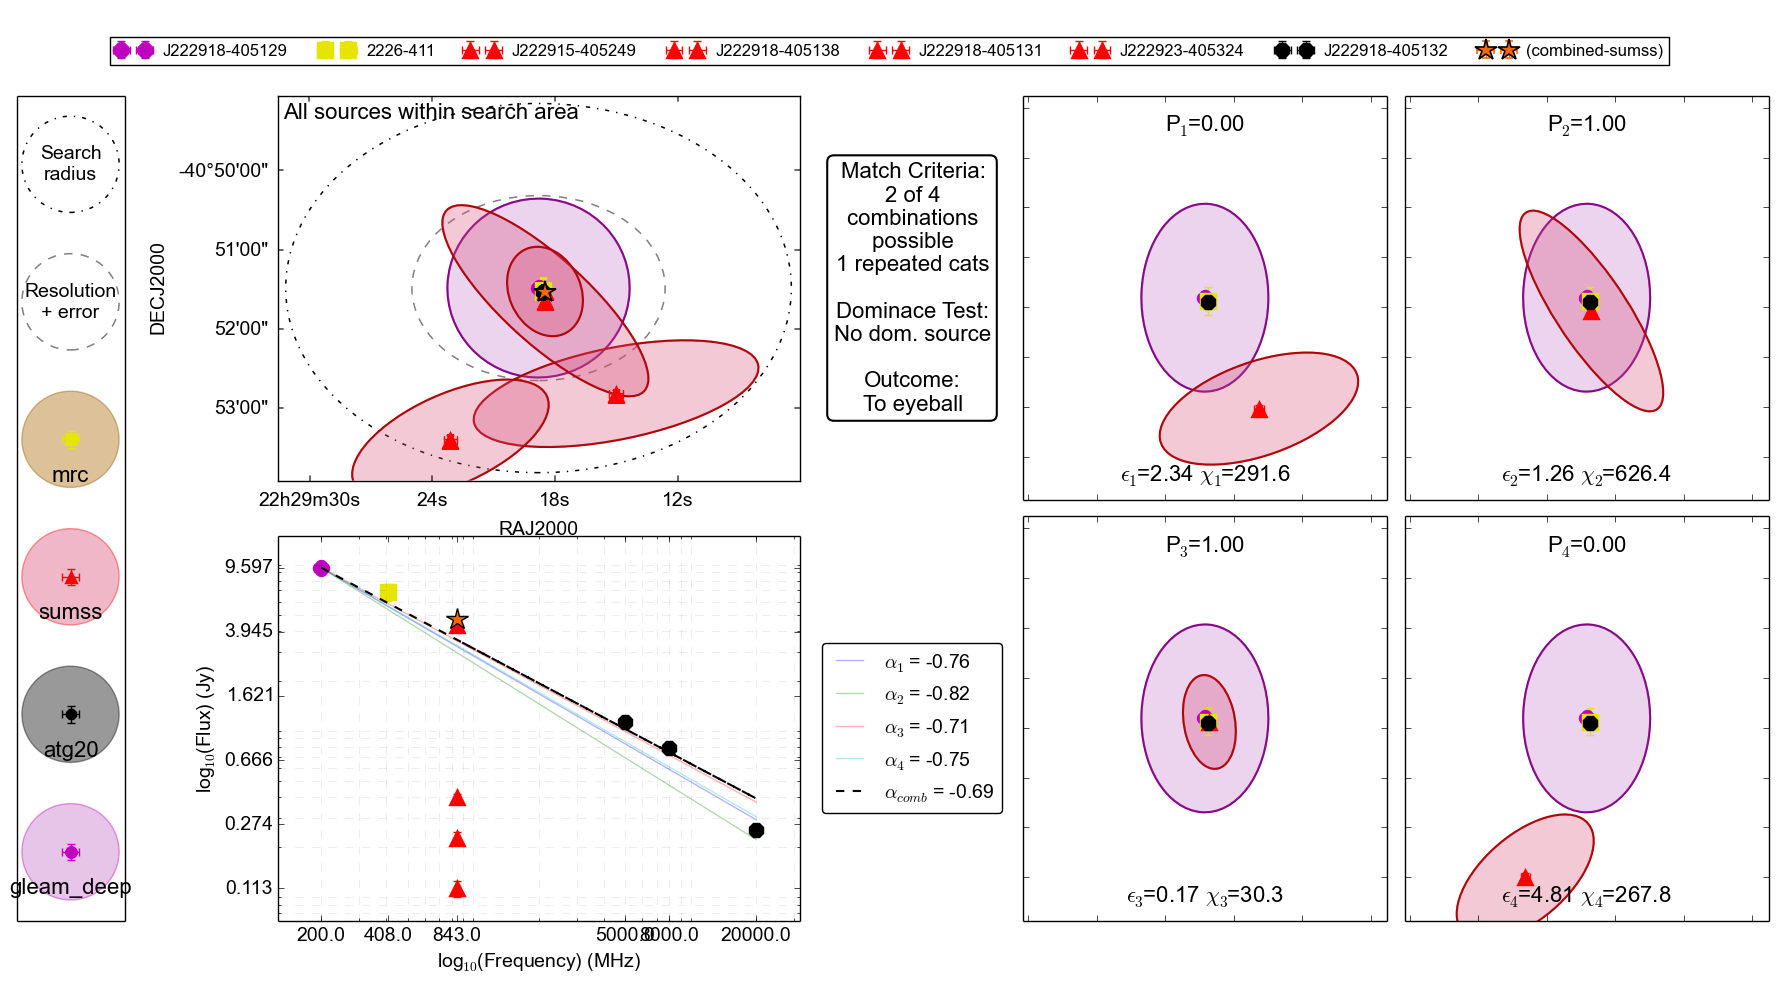 J222918-405129 2226-411 J222915-405249 J222918-405138 J222918-405131 J222923-405324 J222918-405132 (combined-sumss)
Search
radius
Resolution
+ error
mrc
sumss
atg20
gleam_deep
All sources within search area
DECJ2000
-40°50'00"
51'00"
52'00"
53'00"
22h29m30s 24s 18s 12s
RAJ2000
Match Criteria:
2 of 4
combinations
possible
1 repeated cats
Dominace Test:
No dom. source
Outcome:
To eyeball
P1=0.00
ϵ1=2.34 χ1=291.6
P2=1.00
ϵ2=1.26 χ2=626.4
log10(Flux) (Jy)
9.597
3.945
1.621
0.666
0.274
0.113
200.0 408.0 843.0 5000.0 8000.0 20000.0
log10(Frequency) (MHz)
α1 = -0.76
α2 = -0.82
α3 = -0.71
α4 = -0.75
αcomb = -0.69
P3=1.00
ϵ3=0.17 χ3=30.3
P4=0.00
ϵ4=4.81 χ4=267.8